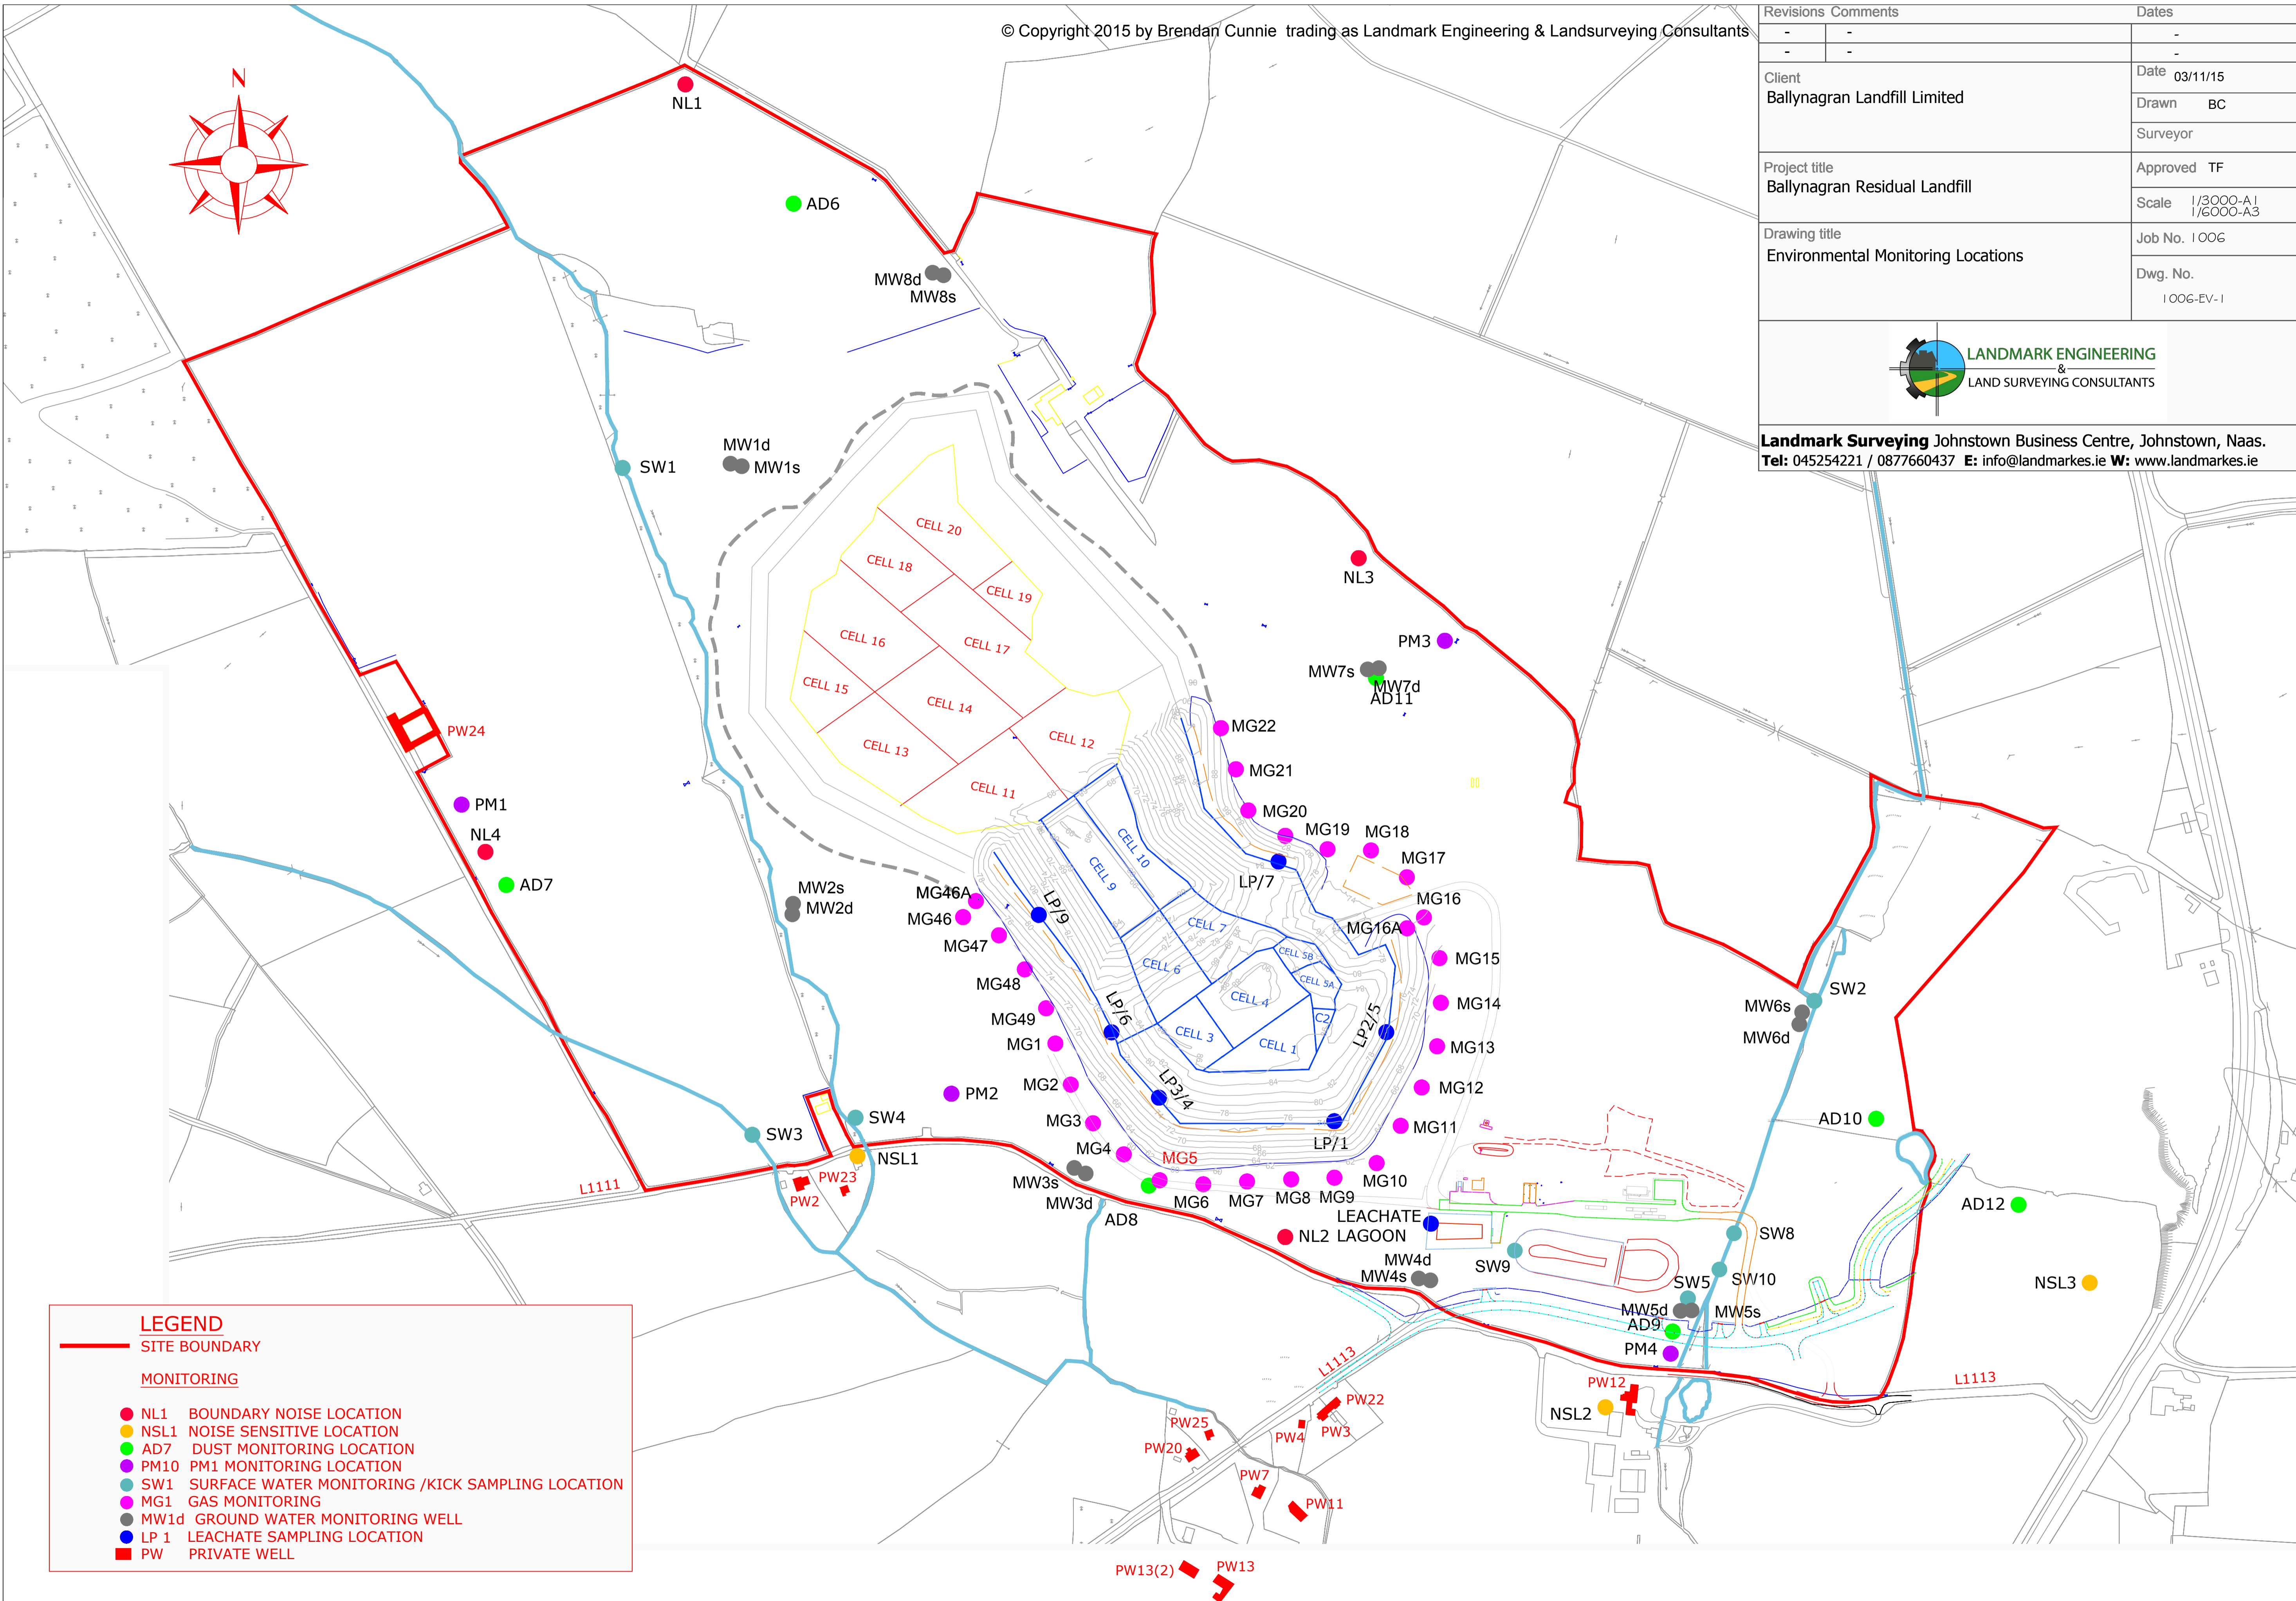 © Copyright 2015 by Brendan Cunnie trading as Landmark Engineering & Landsurveying Consultants
Revisions Comments Dates
- - -
- - -
Client
Ballynagran Landfill Limited
Date 03/11/15
Drawn BC
Surveyor
Project title
Ballynagran Residual Landfill
Approved TF
Scale 1/3000-A1
1/6000-A3
Drawing title
Environmental Monitoring Locations
Job No. 1006
Dwg. No.
1006-EV-1
LANDMARK ENGINEERING
&
LAND SURVEYING CONSULTANTS
Landmark Surveying Johnstown Business Centre, Johnstown, Naas.
Tel: 045254221 / 0877660437 E: info@landmarkes.ie W: www.landmarkes.ie
N
NL1
AD6
MW8d
MW8s
MW1d
MW1s
SW1
CELL 20
CELL 18
CELL 19
CELL 16
CELL 17
CELL 15
CELL 14
CELL 13
CELL 12
CELL 11
NL3
PM3
MW7s
MW7d
AD11
PW24
PM1
NL4
AD7
MG22
MG21
MG20
MG19
MG18
MG17
MG16
MG16A
MG15
MG14
MG13
MG12
MG11
MG10
MG9
MG8
MG7
MG6
MG5
MG4
MG3
MG2
MG1
MG49
MG48
MG47
MG46
MG46A
MW2s
MW2d
LP/7
LP/9
LP/6
LP3/4
LP/1
LP2/5
CELL 10
CELL 9
CELL 7
CELL 6
CELL 5B
CELL 5A
CELL 4
CELL 3
C2
CELL 1
SW2
MW6s
MW6d
AD10
AD12
NSL3
PM2
SW3
SW4
NSL1
PW23
PW2
L1111
MW3s
MW3d
AD8
NL2
LEACHATE
LAGOON
MW4d
MW4s
SW9
SW8
SW10
SW5
MW5d
MW5s
AD9
PM4
PW12
NSL2
L1113
L1113
PW22
PW3
PW4
PW25
PW20
PW7
PW11
PW13(2)
PW13
LEGEND
SITE BOUNDARY
MONITORING
NL1 BOUNDARY NOISE LOCATION
NSL1 NOISE SENSITIVE LOCATION
AD7 DUST MONITORING LOCATION
PM10 PM1 MONITORING LOCATION
SW1 SURFACE WATER MONITORING /KICK SAMPLING LOCATION
MG1 GAS MONITORING
MW1d GROUND WATER MONITORING WELL
LP 1 LEACHATE SAMPLING LOCATION
PW PRIVATE WELL